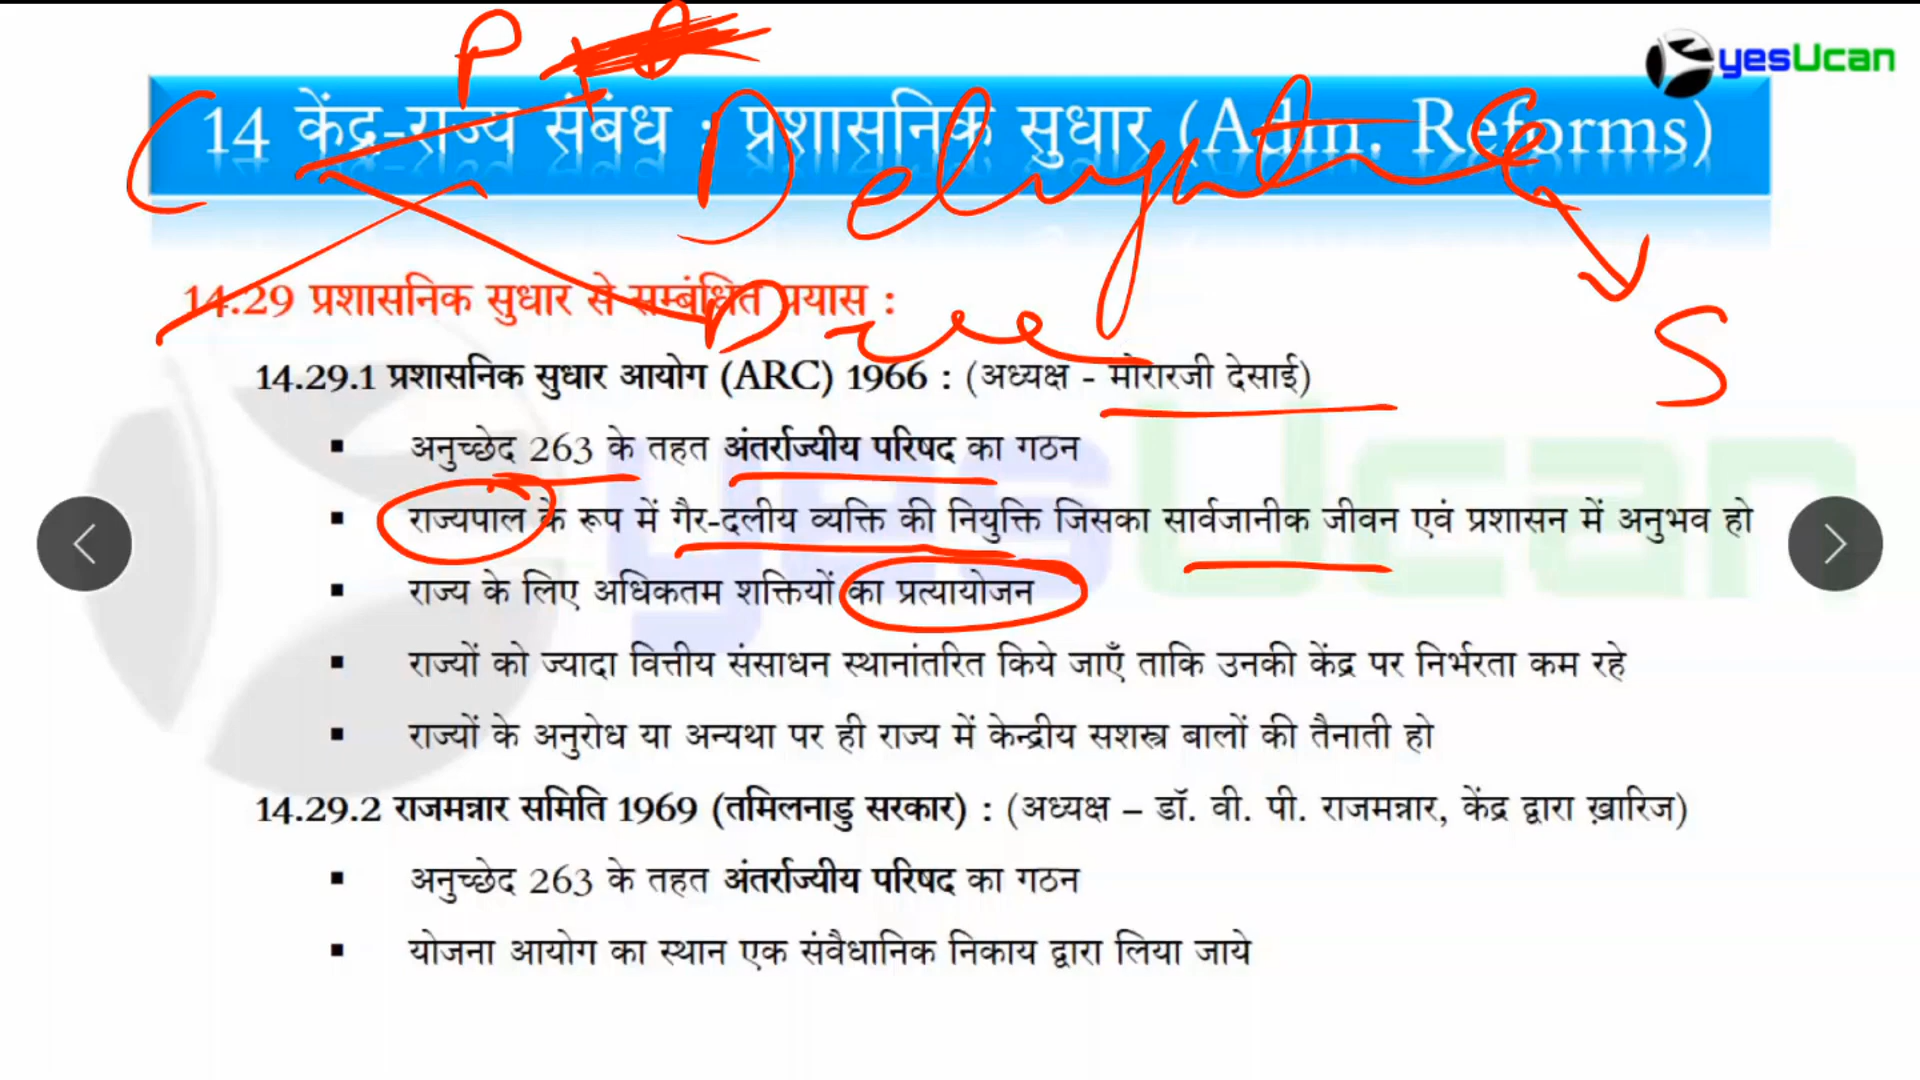 yesUcan
14 केंद्र-राज्य संबंध : प्रशासनिक सुधार (Adm. Reforms)
14.29 प्रशासनिक सुधार से सम्बंधित प्रयास :
14.29.1 प्रशासनिक सुधार आयोग (ARC) 1966 : (अध्यक्ष - मोरारजी देसाई)
▪ अनुच्छेद 263 के तहत अंतर्राज्यीय परिषद का गठन
▪ राज्यपाल के रूप में गैर-दलीय व्यक्ति की नियुक्ति जिसका सार्वजानीक जीवन एवं प्रशासन में अनुभव हो
▪ राज्य के लिए अधिकतम शक्तियों का प्रत्यायोजन
▪ राज्यों को ज्यादा वित्तीय संसाधन स्थानांतरित किये जाएँ ताकि उनकी केंद्र पर निर्भरता कम रहे
▪ राज्यों के अनुरोध या अन्यथा पर ही राज्य में केन्द्रीय सशस्त्र बालों की तैनाती हो
14.29.2 राजमन्नार समिति 1969 (तमिलनाडु सरकार) : (अध्यक्ष – डॉ. वी. पी. राजमन्नार, केंद्र द्वारा ख़ारिज)
▪ अनुच्छेद 263 के तहत अंतर्राज्यीय परिषद का गठन
▪ योजना आयोग का स्थान एक संवैधानिक निकाय द्वारा लिया जाये